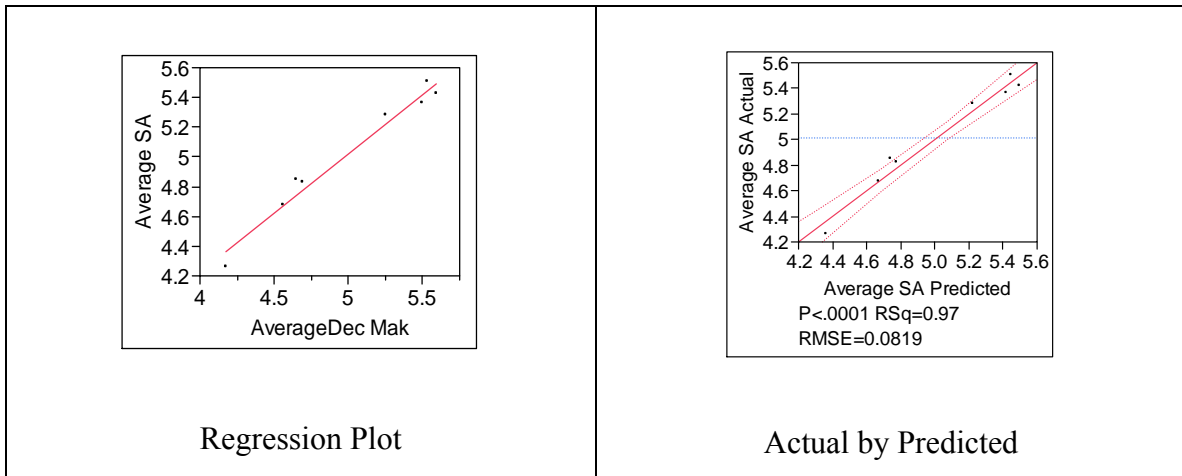 5.6
5.4
5.2
5
4.8
4.6
4.4
4.2
Average SA
4 4.5 5 5.5
AverageDec Mak
Regression Plot
5.6
5.4
5.2
5
4.8
4.6
4.4
4.2
Average SA Actual
4.2 4.4 4.6 4.8 5.0 5.2 5.4 5.6
Average SA Predicted
P<.0001 RSq=0.97
RMSE=0.0819
Actual by Predicted